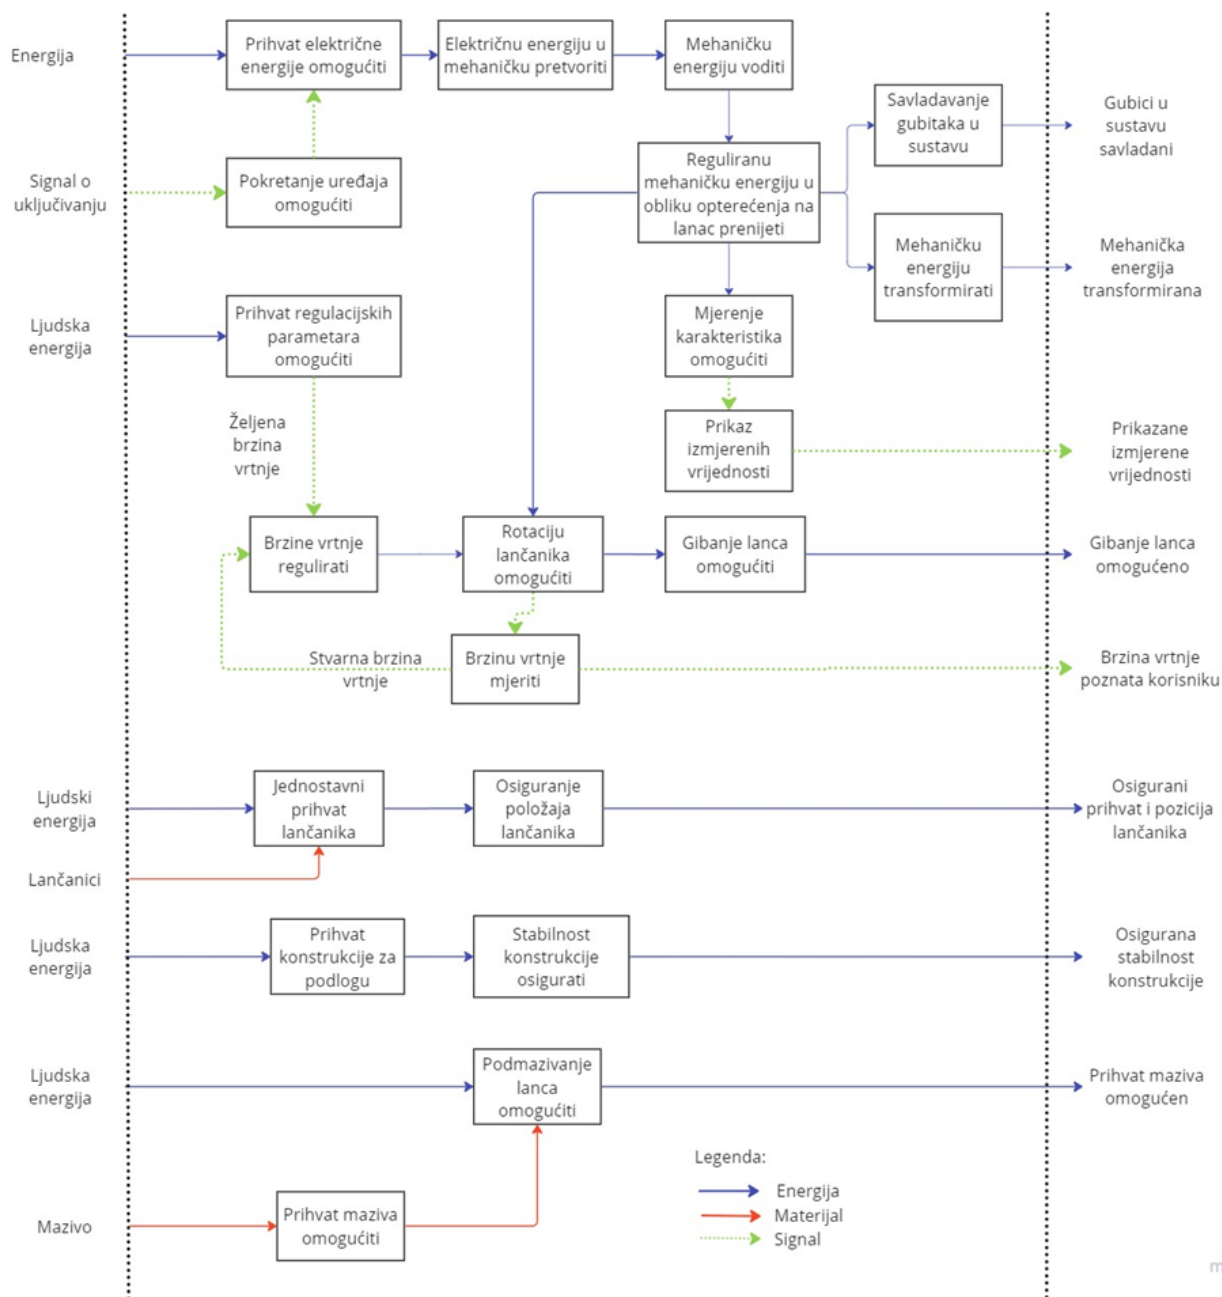 Energija
Prihvat električne
energije omogućiti
Električnu energiju u
mehaničku pretvoriti
Mehaničku
energiju voditi
Savladavanje
gubitaka u
sustavu
Gubici u
sustavu
savladani
Signal o
uključivanju
Pokretanje uređaja
omogućiti
Reguliranu
mehaničku energiju u
obliku opterećenja na
lanac prenijeti
Mehaničku
energiju
transformirati
Mehanička
energija
transformirana
Ljudska
energija
Prihvat regulacijskih
parametara
omogućiti
Mjerenje
karakteristika
omogućiti
Željena
brzina
vrtnje
Prikaz
izmjerenih
vrijednosti
Prikazane
izmjerene
vrijednosti
Brzine vrtnje
regulirati
Rotaciju
lančanika
omogućiti
Gibanje lanca
omogućiti
Gibanje lanca
omogućeno
Stvarna brzina
vrtnje
Brzinu vrtnje
mjeriti
Brzina vrtnje
poznata korisniku
Ljudski
energija
Jednostavni
prihvat
lančanika
Osiguranje
položaja
lančanika
Osigurani
prihvat i pozicija
lančanika
Lančanici
Ljudska
energija
Prihvat
konstrukcije za
podlogu
Stabilnost
konstrukcije
osigurati
Osigurana
stabilnost
konstrukcije
Ljudska
energija
Podmazivanje
lanca
omogućiti
Prihvat maziva
omogućen
Mazivo
Prihvat maziva
omogućiti
Legenda:
Energija
Materijal
Signal